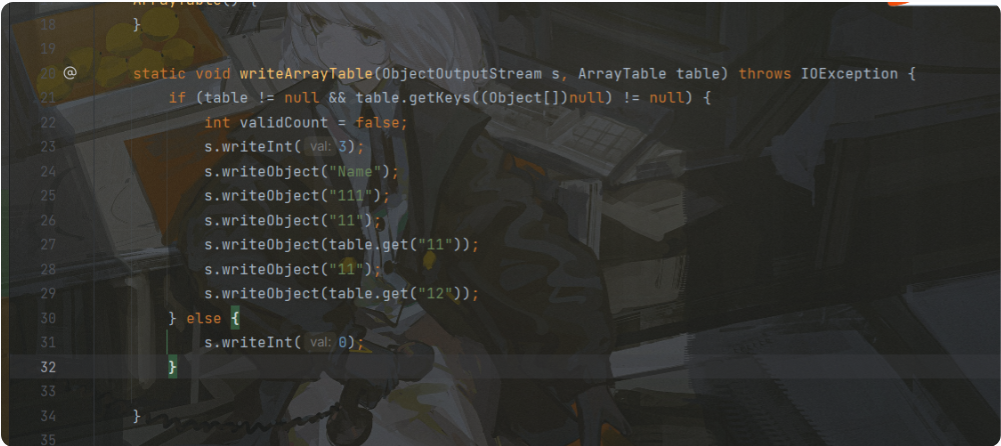 ArrayTable() {
18 }
19
20 @ static void writeArrayTable(ObjectOutputStream s, ArrayTable table) throws IOException {
21 if (table != null && table.getKeys((Object[])null) != null) {
22 int validCount = false;
23 s.writeInt( val: 3);
24 s.writeObject("Name");
25 s.writeObject("111");
26 s.writeObject("11");
27 s.writeObject(table.get("11"));
28 s.writeObject("11");
29 s.writeObject(table.get("12"));
30 } else {
31 s.writeInt( val: 0);
32 }
33
34 }
35